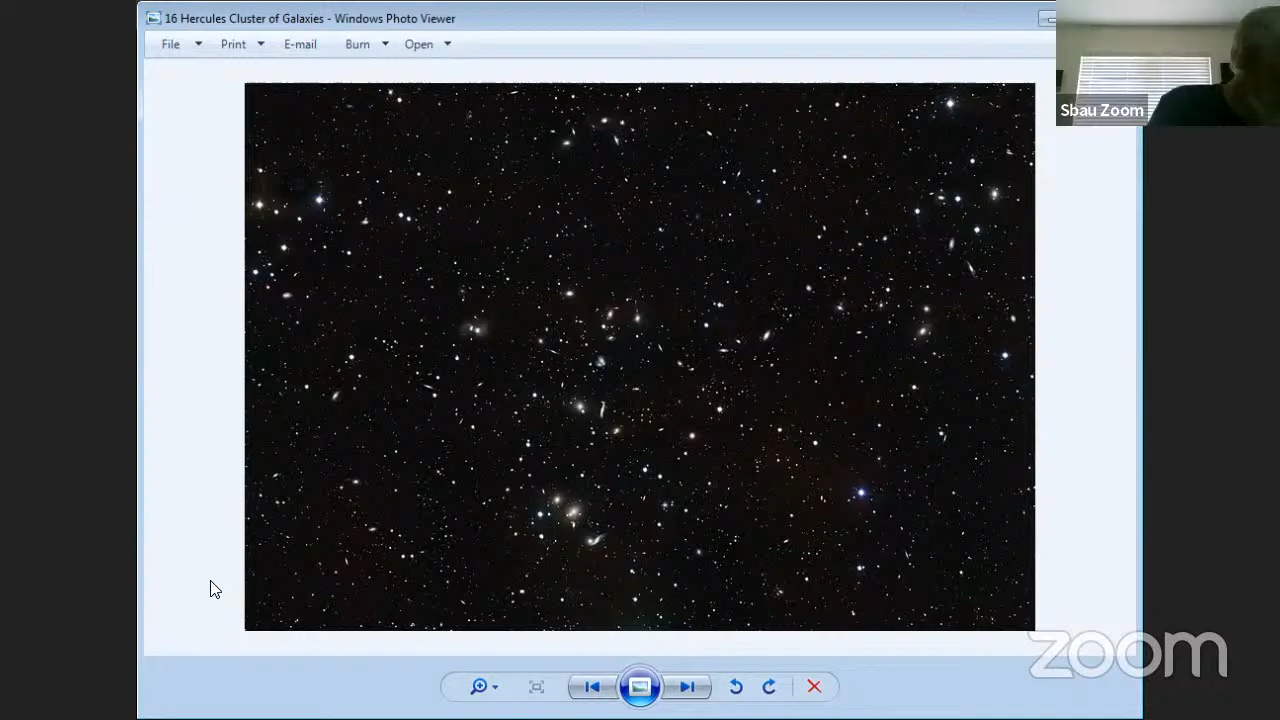 16 Hercules Cluster of Galaxies - Windows Photo Viewer
File Print E-mail Burn Open
Sbau Zoom
zoom